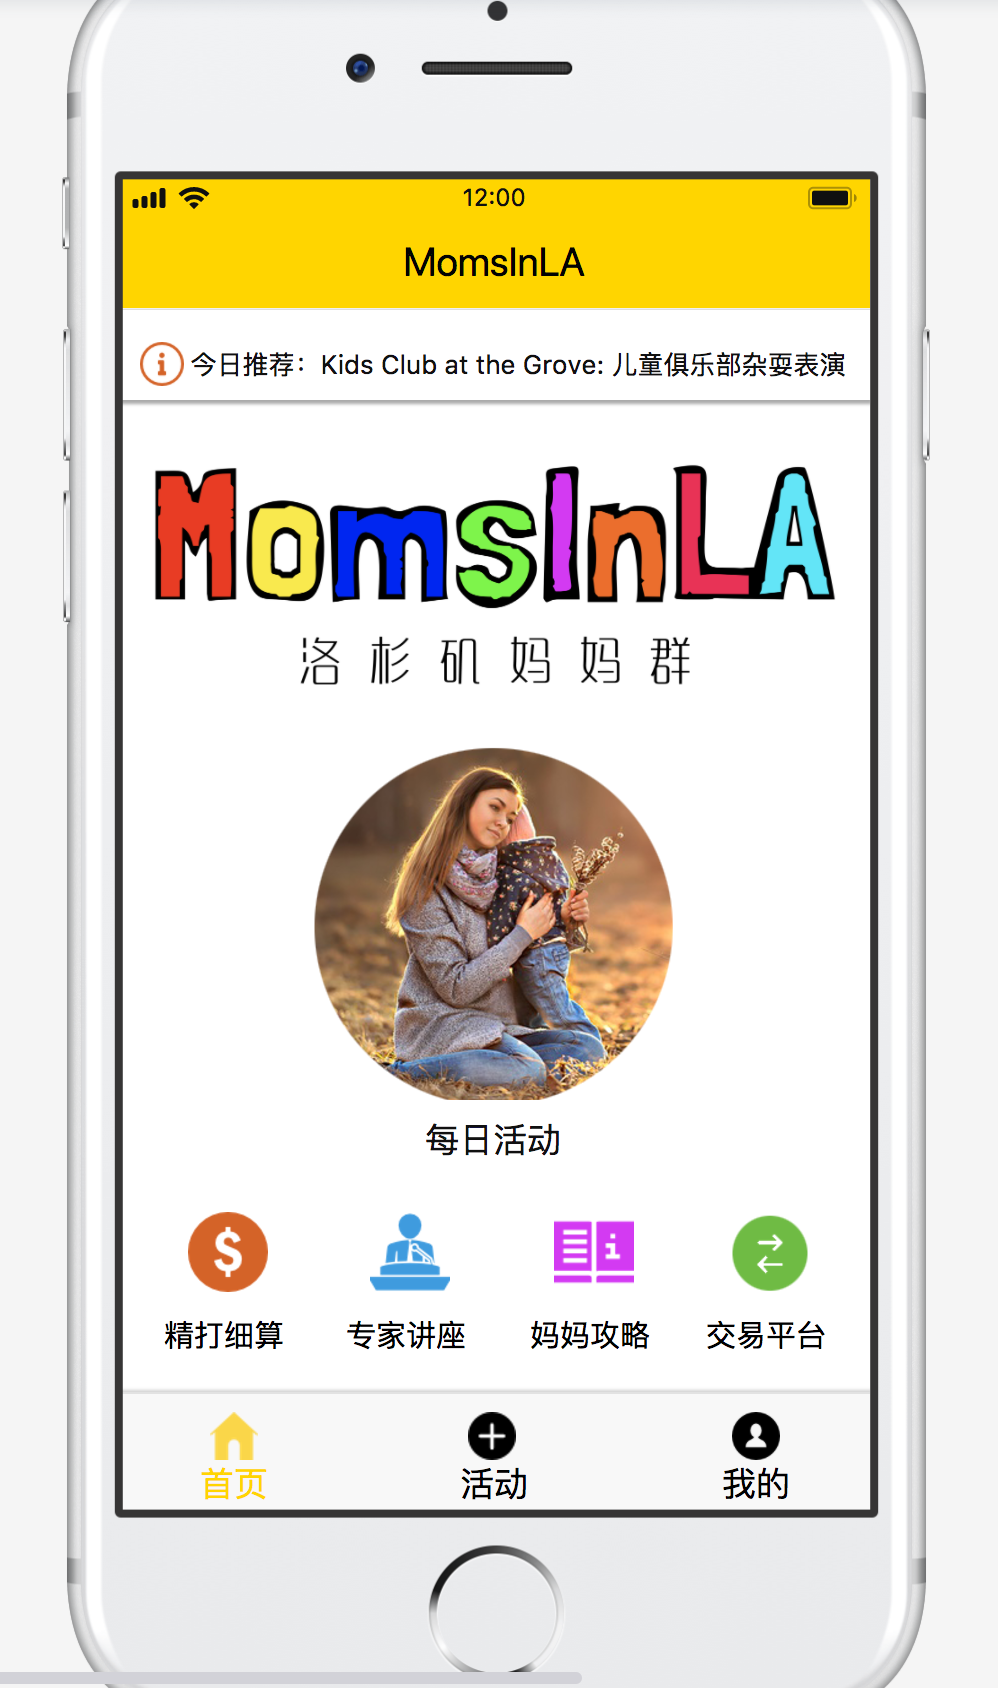 12:00
MomsInLA
今日推荐：Kids Club at the Grove: 儿童俱乐部杂耍表演
MomsInLA
洛杉矶妈妈群
每日活动
精打细算 专家讲座 妈妈攻略 交易平台
首页 活动 我的